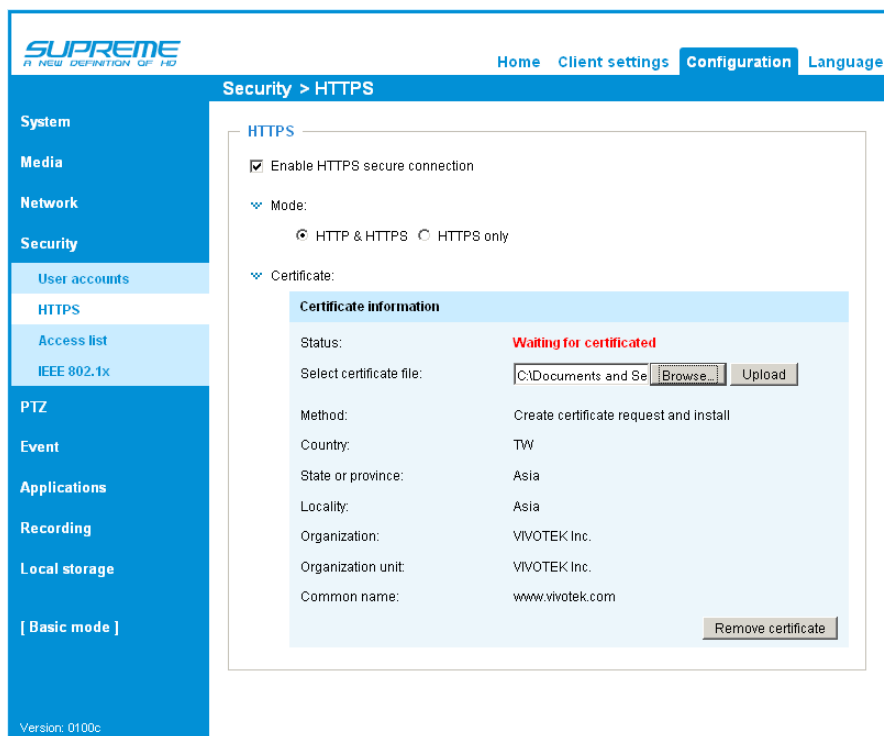 SUPREME
A NEW DEFINITION OF HD
Home Client settings Configuration Language
Security > HTTPS
System
Media
Network
Security
User accounts
HTTPS
Access list
IEEE 802.1x
PTZ
Event
Applications
Recording
Local storage
[ Basic mode ]
Version: 0100c
HTTPS
Enable HTTPS secure connection
Mode:
HTTP & HTTPS HTTPS only
Certificate:
Certificate information
Status: Waiting for certificated
Select certificate file: C:\Documents and Se Browse... Upload
Method: Create certificate request and install
Country: TW
State or province: Asia
Locality: Asia
Organization: VIVOTEK Inc.
Organization unit: VIVOTEK Inc.
Common name: www.vivotek.com
Remove certificate